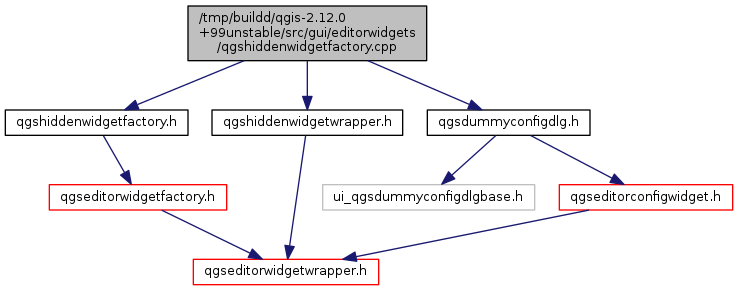 /tmp/buildd/qgis-2.12.0
+99unstable/src/gui/editorwidgets
/qgshiddenwidgetfactory.cpp
qgshiddenwidgetfactory.h
qgshiddenwidgetwrapper.h
qgsdummyconfigdlg.h
qgseditorwidgetfactory.h
ui_qgsdummyconfigdlgbase.h
qgseditorconfigwidget.h
qgseditorwidgetwrapper.h